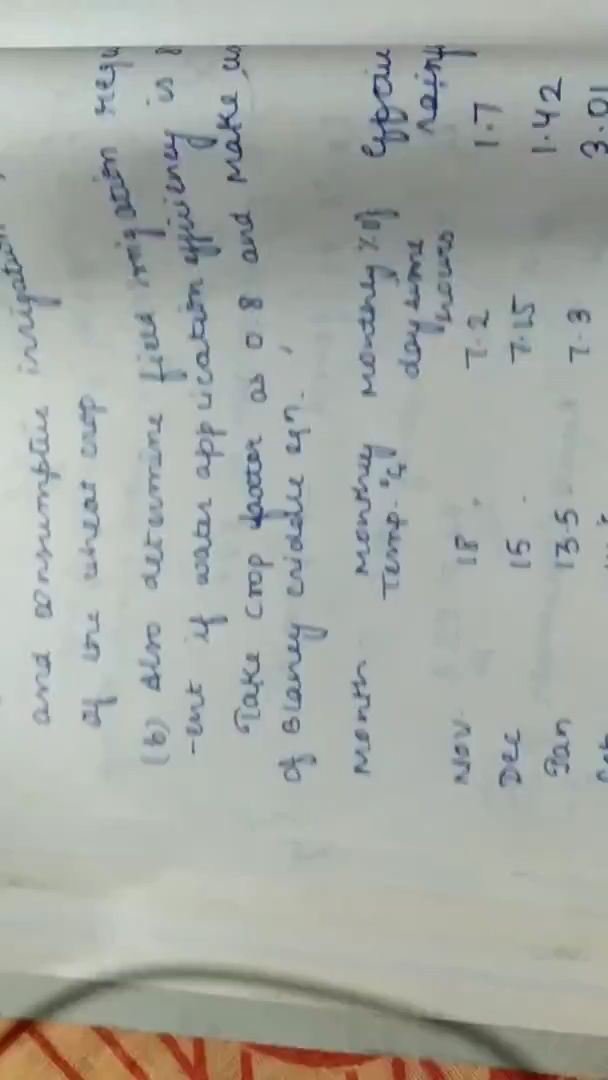 and consumptive irrigation
of the wheat crop
(b) Also determine field irrigation requ
-ent if water application efficiency is 8
Take crop factor as 0.8 and make us
of Blaney criddle eqn.
Month Monthly Temp. °C Monthly % of day time hours
Nov. 18 7.2 1.7
Dec 15 7.15 1.42
Jan 13.5 7.3 3.01